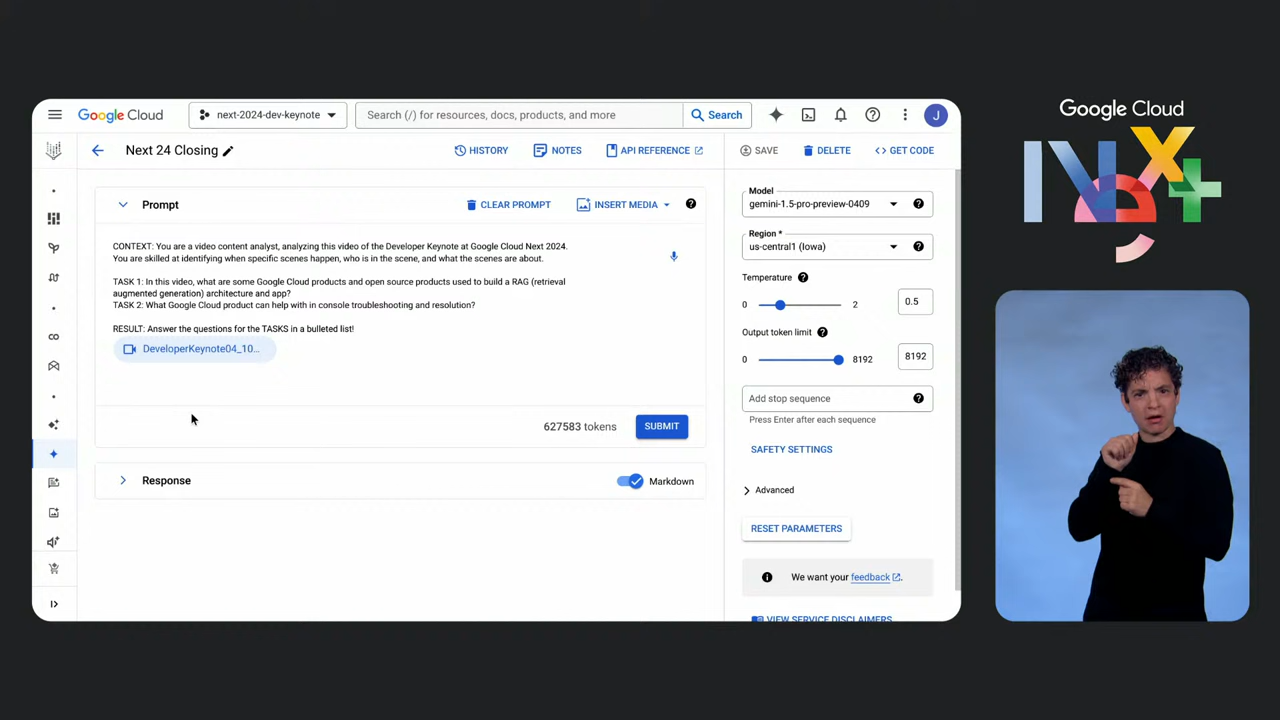 Google Cloud
next-2024-dev-keynote
Search (/) for resources, docs, products, and more
Search
J
Next 24 Closing
HISTORY
NOTES
API REFERENCE
SAVE
DELETE
GET CODE
Prompt
CLEAR PROMPT
INSERT MEDIA
CONTEXT: You are a video content analyst, analyzing this video of the Developer Keynote at Google Cloud Next 2024.
You are skilled at identifying when specific scenes happen, who is in the scene, and what the scenes are about.
TASK 1: In this video, what are some Google Cloud products and open source products used to build a RAG (retrieval
augmented generation) architecture and app?
TASK 2: What Google Cloud product can help with in console troubleshooting and resolution?
RESULT: Answer the questions for the TASKS in a bulleted list!
DeveloperKeynote04_10...
627583 tokens
SUBMIT
Response
Markdown
Model
gemini-1.5-pro-preview-0409
Region *
us-central1 (Iowa)
Temperature
0
2
0.5
Output token limit
0
8192
8192
Add stop sequence
Press Enter after each sequence
SAFETY SETTINGS
Advanced
RESET PARAMETERS
We want your feedback.
VIEW SERVICE DISCLAIMERS
Google Cloud
Next